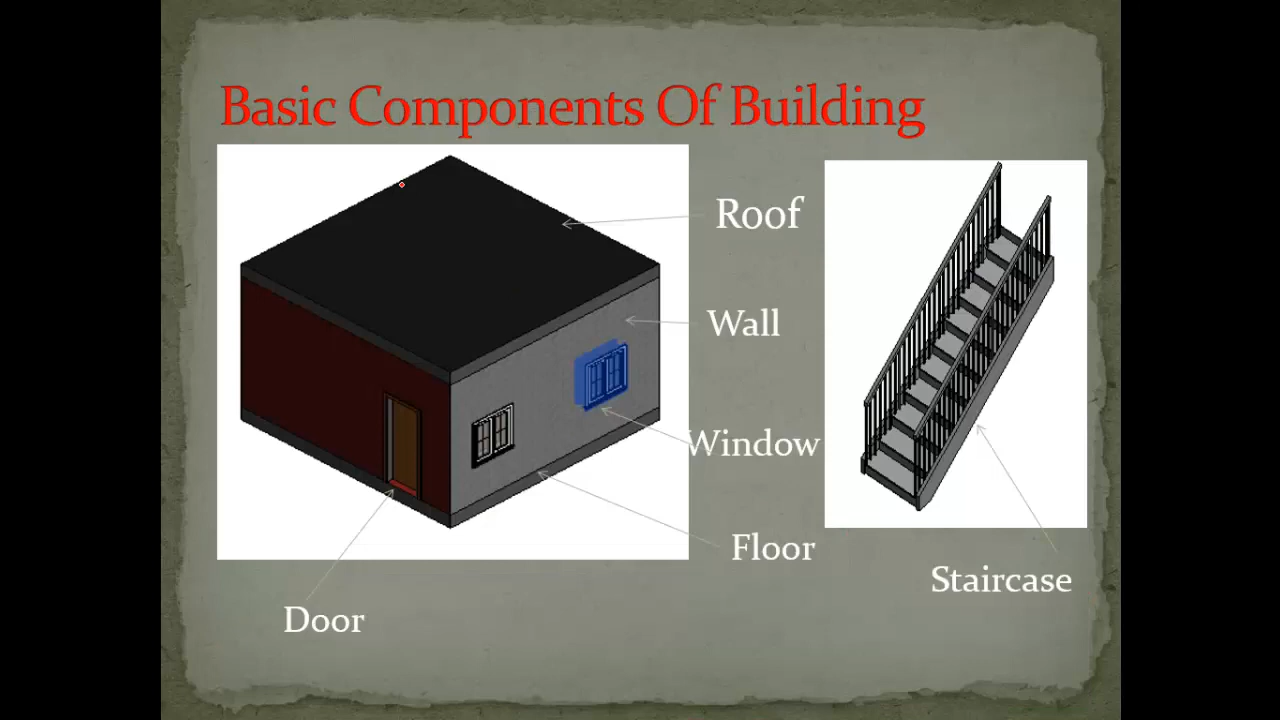 Basic Components Of Building
Roof
Wall
Window
Floor
Staircase
Door